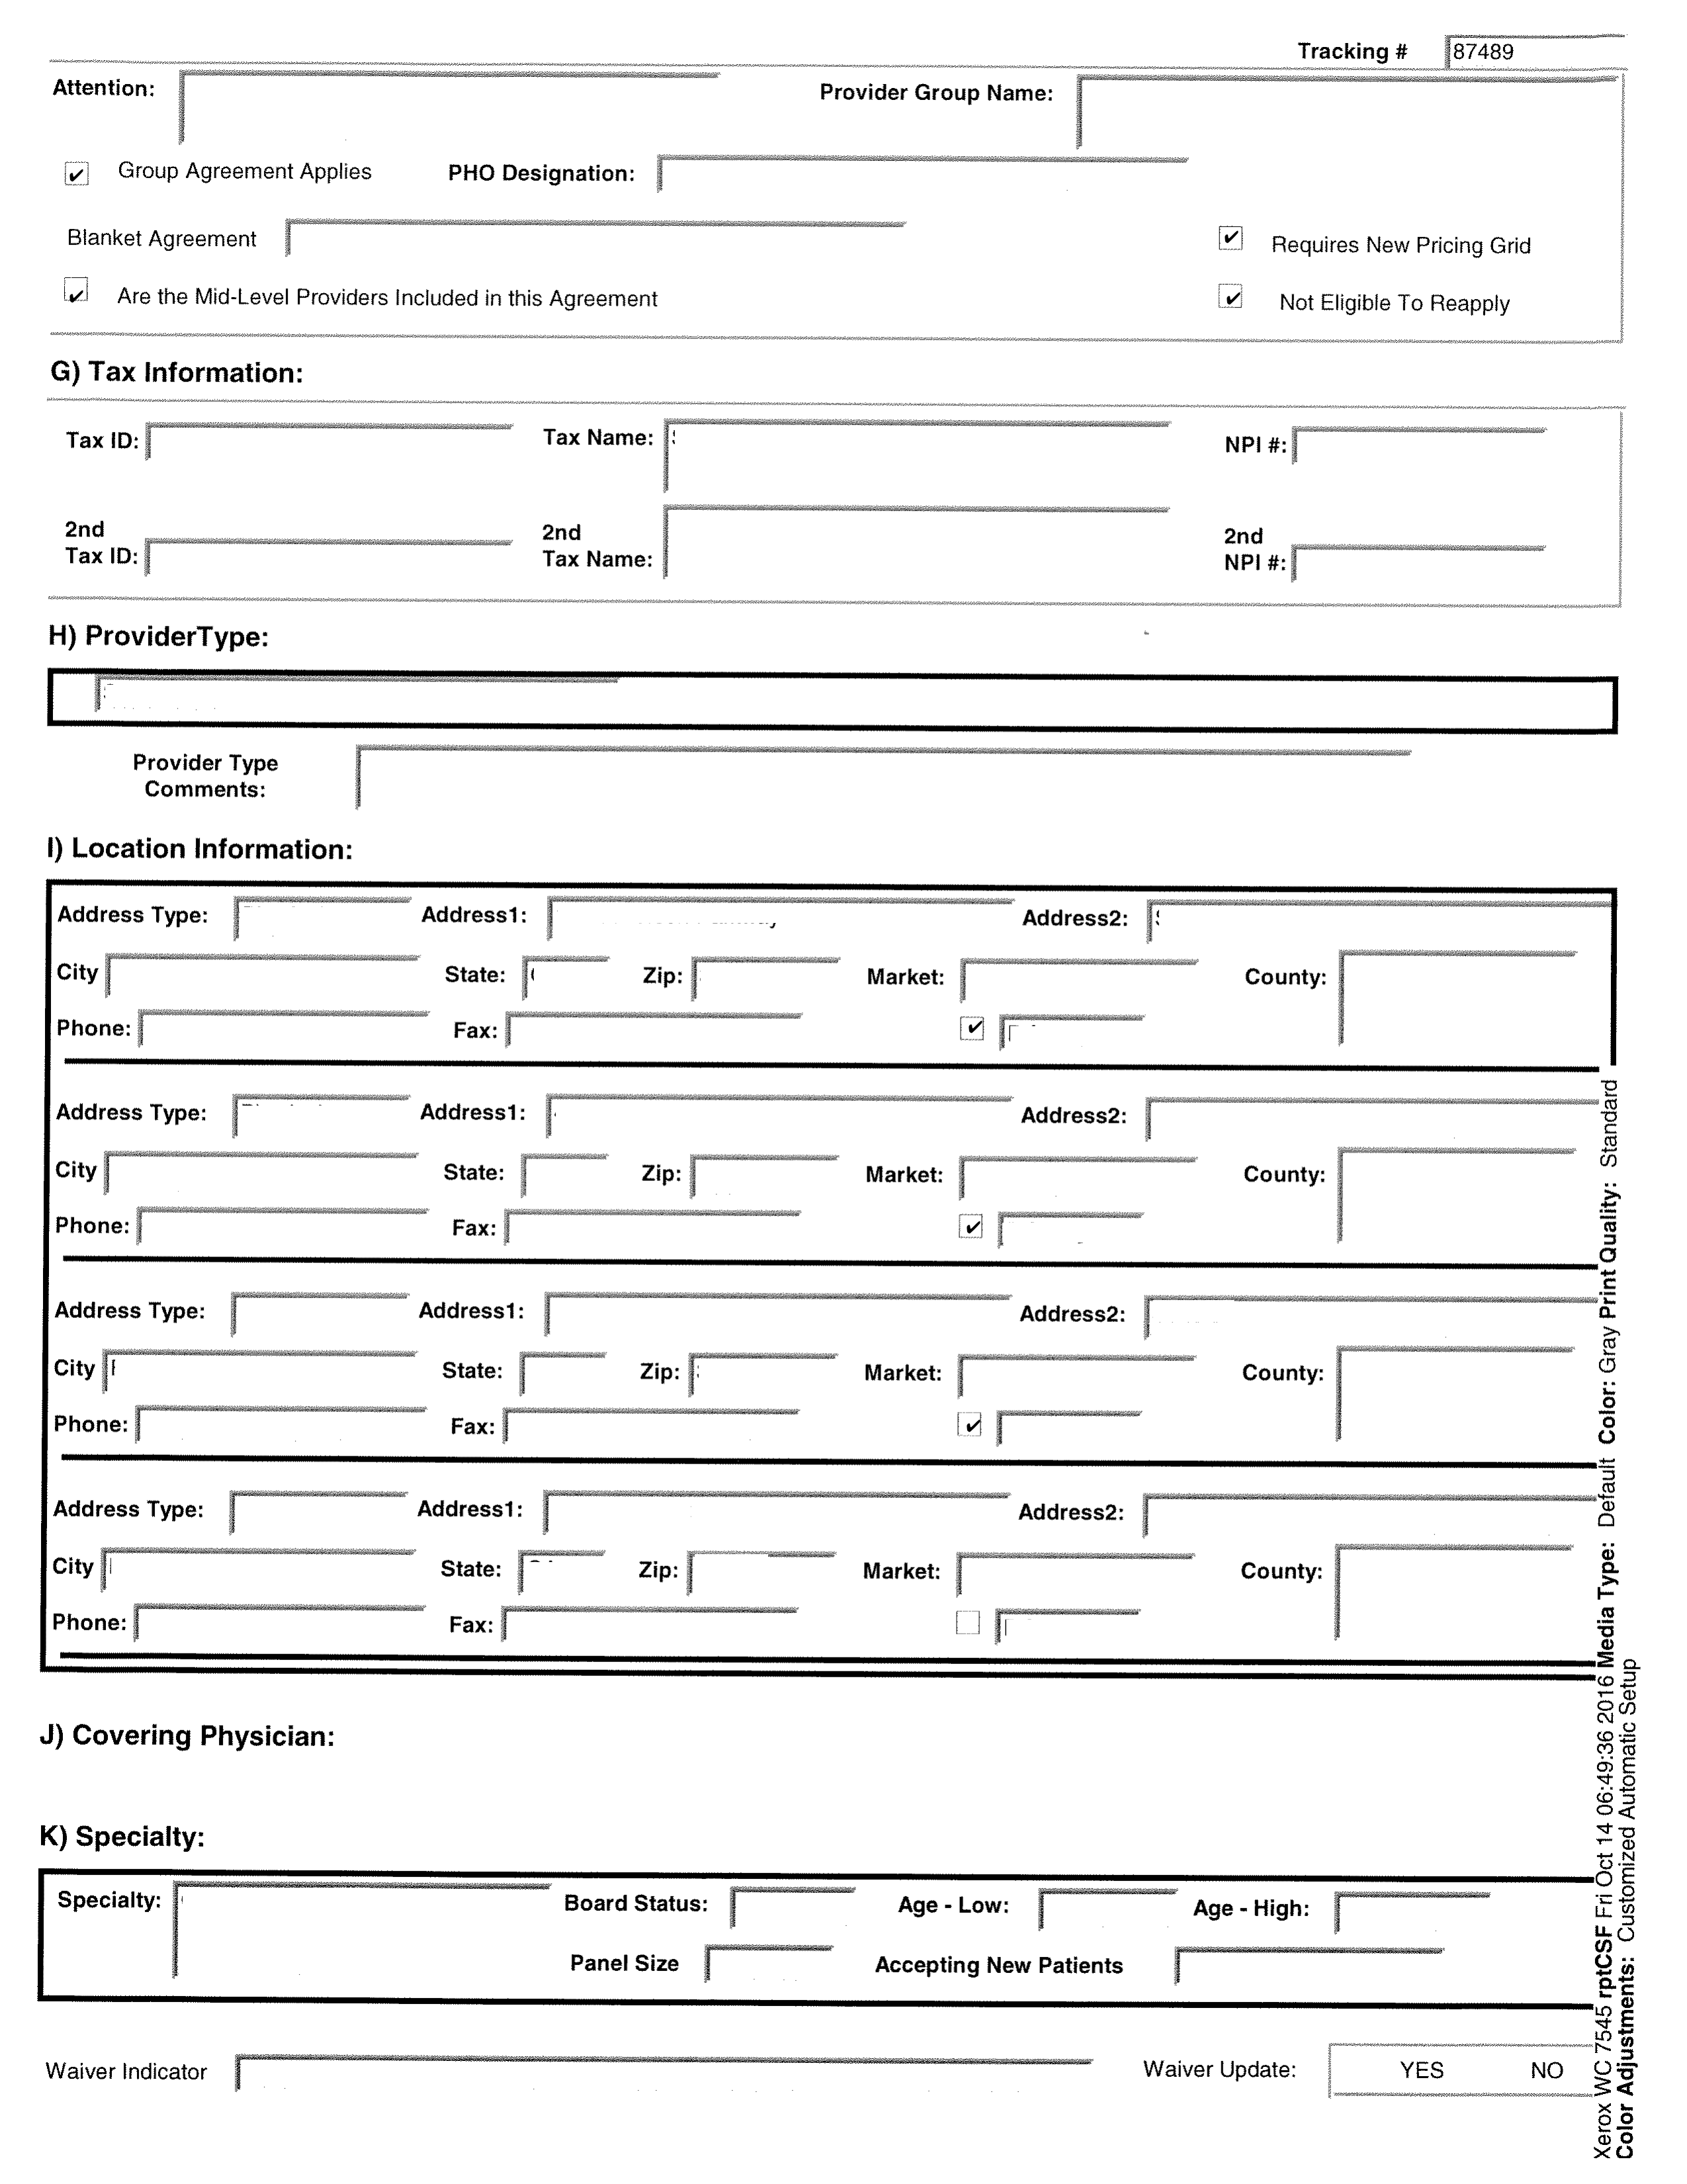 Tracking # 87489
Attention: Provider Group Name:
Group Agreement Applies PHO Designation:
Blanket Agreement Requires New Pricing Grid
Are the Mid-Level Providers Included in this Agreement Not Eligible To Reapply
G) Tax Information:
Tax ID: Tax Name: NPI #:
2nd 2nd 2nd
Tax ID: Tax Name: NPI #:
H) ProviderType:
Provider Type
Comments:
I) Location Information:
Address Type: Address1: Address2:
City State: Zip: Market: County:
Phone: Fax:
Address Type: Address1: Address2:
City State: Zip: Market: County:
Phone: Fax:
Address Type: Address1: Address2:
City State: Zip: Market: County:
Phone: Fax:
Address Type: Address1: Address2:
City State: Zip: Market: County:
Phone: Fax:
J) Covering Physician:
K) Specialty:
Specialty: Board Status: Age - Low: Age - High:
Panel Size Accepting New Patients
Waiver Indicator Waiver Update: YES NO
Xerox WC 7545 rptCSF Fri Oct 14 06:49:36 2016 Media Type: Default Color: Gray Print Quality: Standard
Color Adjustments: Customized Automatic Setup